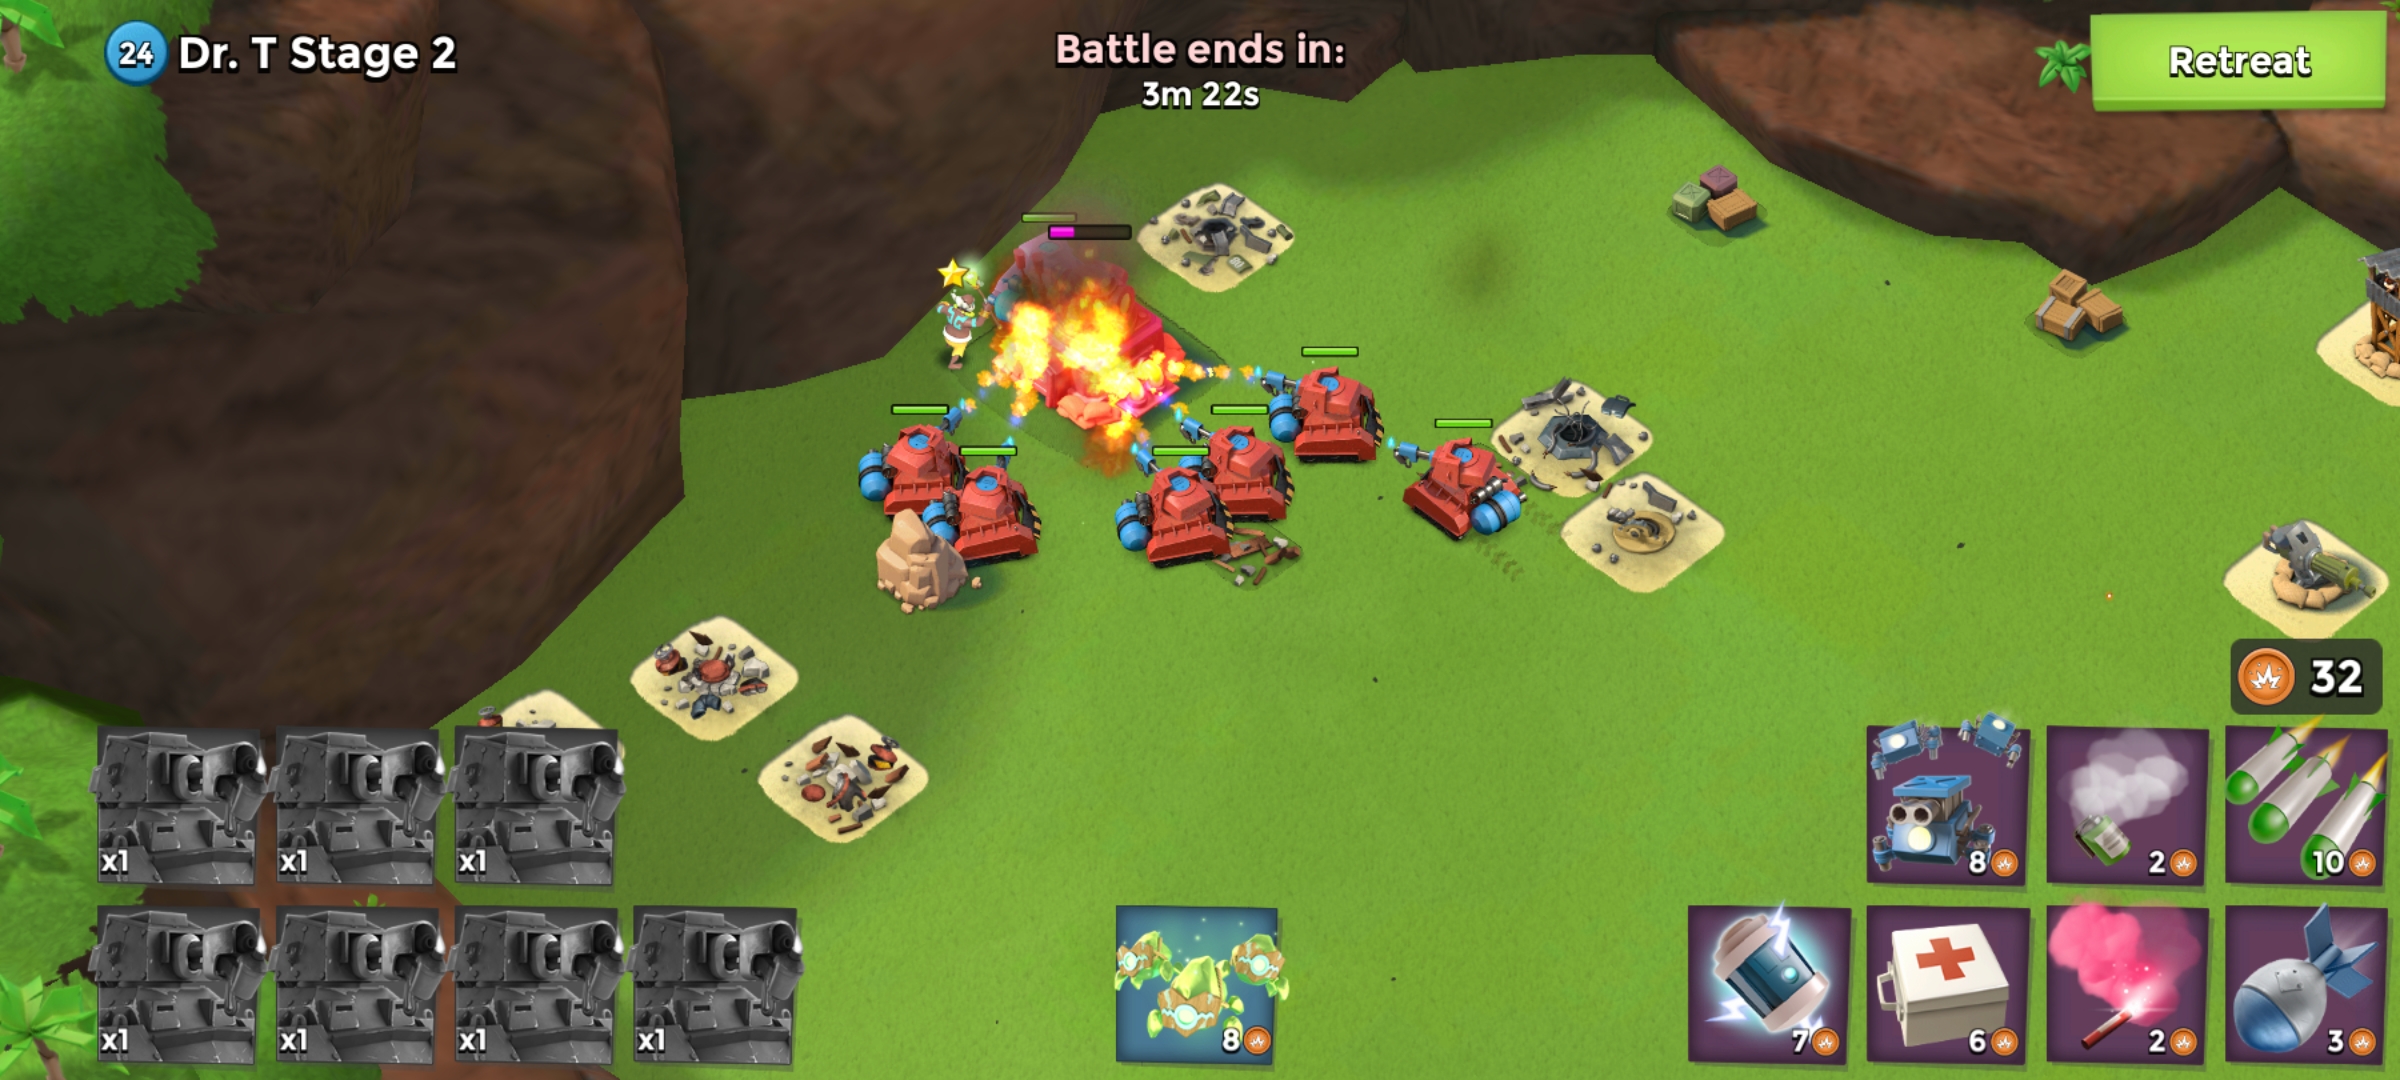 24 Dr. T Stage 2
Battle ends in:
3m 22s
Retreat
32
x1 x1 x1
8 2 10
x1 x1 x1 x1
8
7 6 2 3